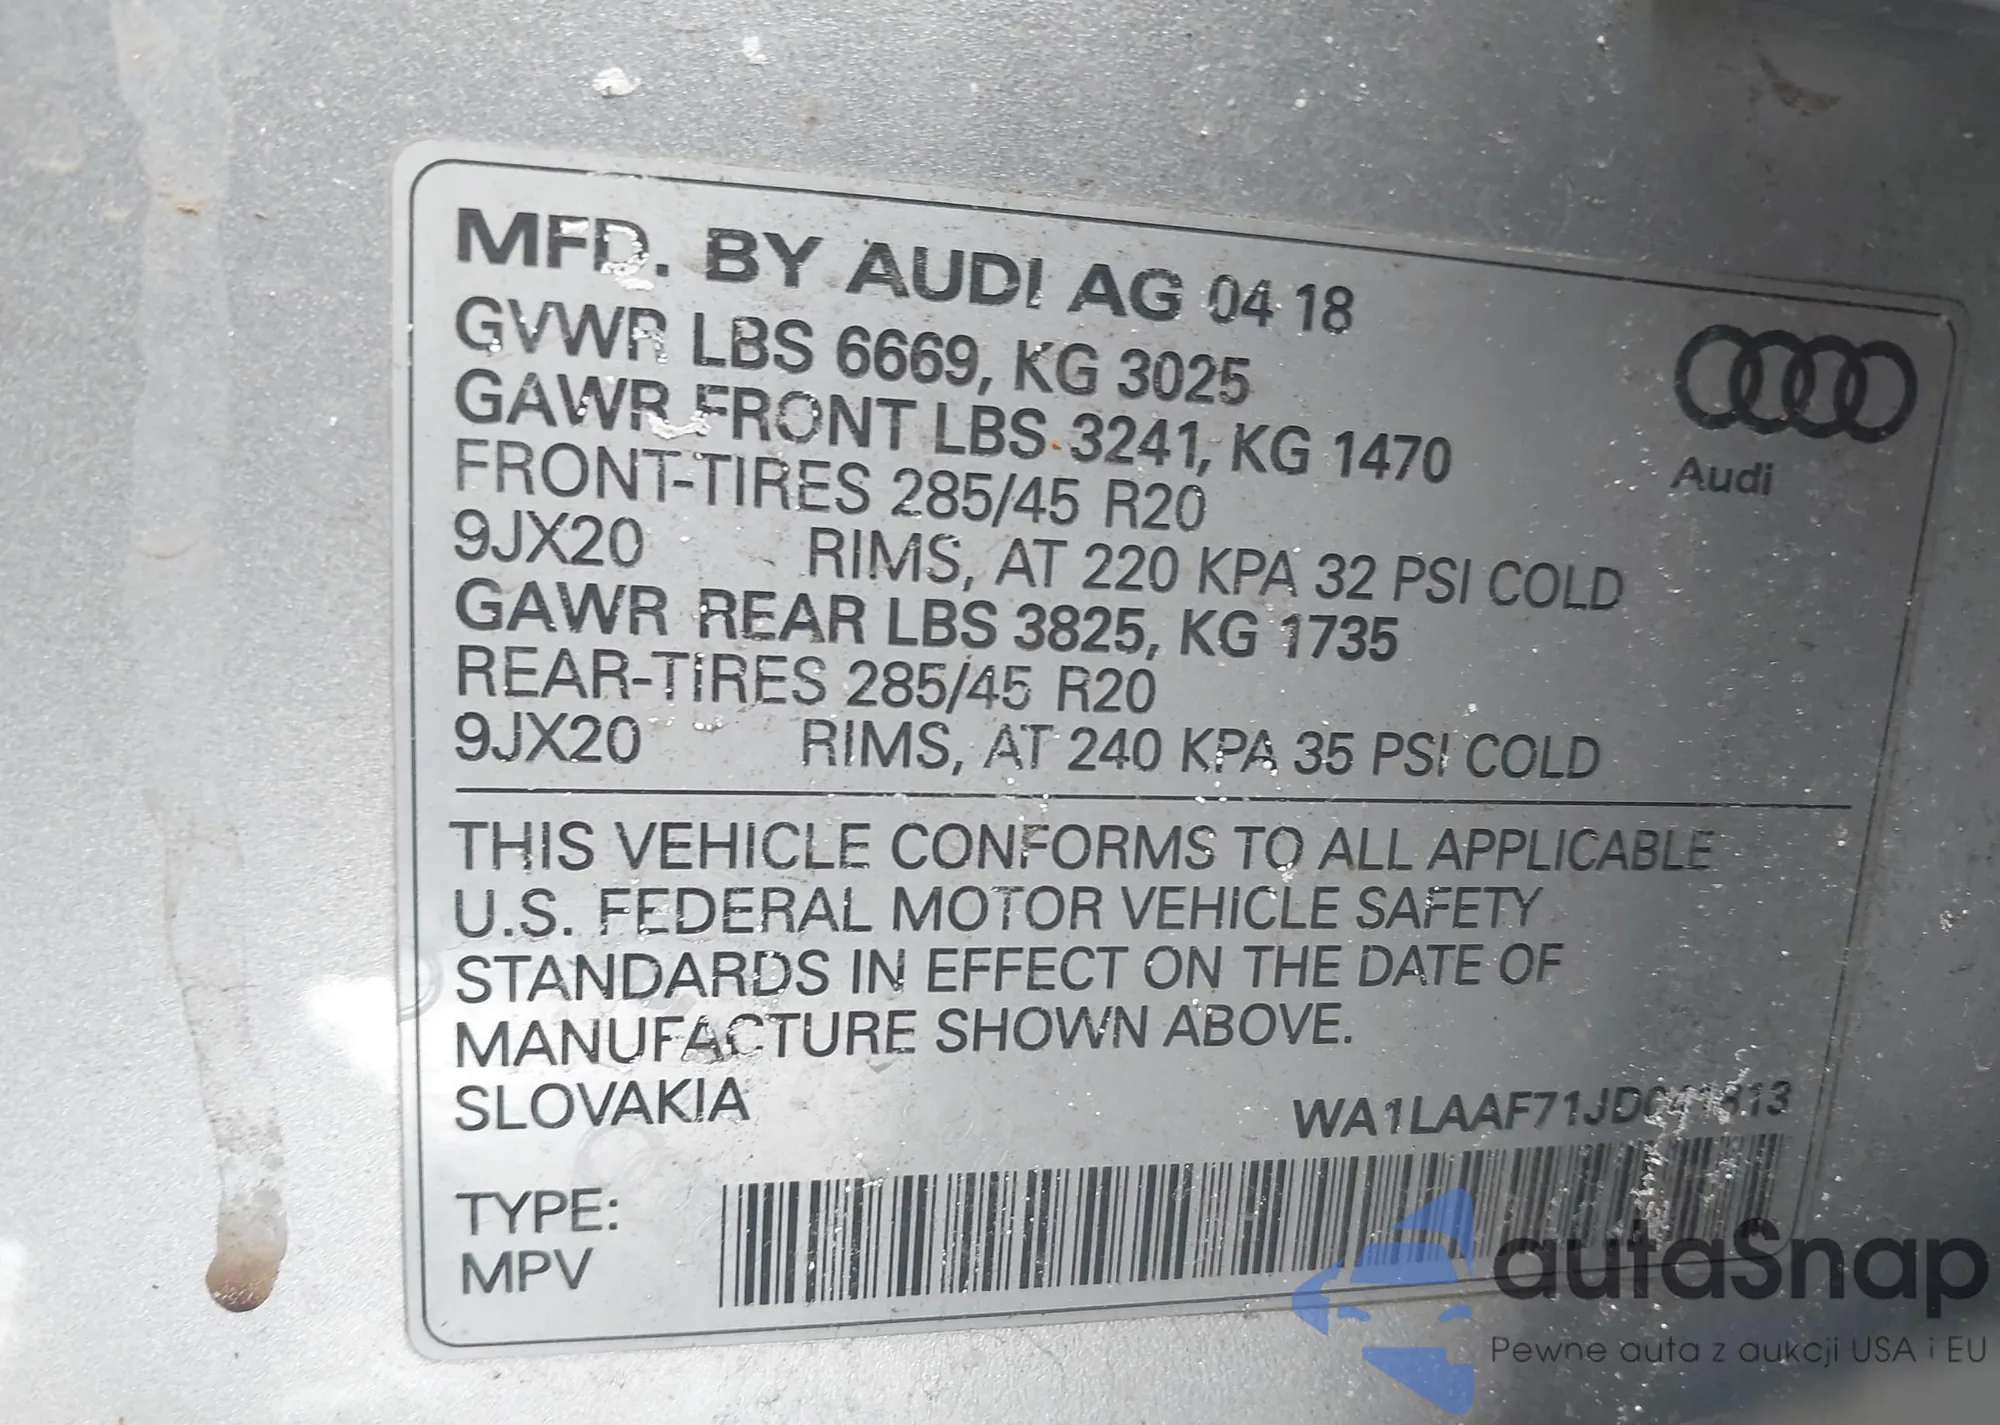 MFD. BY AUDI AG 04 18
GVWR LBS 6669, KG 3025
GAWR FRONT LBS 3241, KG 1470
FRONT-TIRES 285/45 R20
9JX20 RIMS, AT 220 KPA 32 PSI COLD
GAWR REAR LBS 3825, KG 1735
REAR-TIRES 285/45 R20
9JX20 RIMS, AT 240 KPA 35 PSI COLD
Audi
THIS VEHICLE CONFORMS TO ALL APPLICABLE
U.S. FEDERAL MOTOR VEHICLE SAFETY
STANDARDS IN EFFECT ON THE DATE OF
MANUFACTURE SHOWN ABOVE.
SLOVAKIA
TYPE:
MPV
autaSnap
Pewne auta z aukcji USA i EU